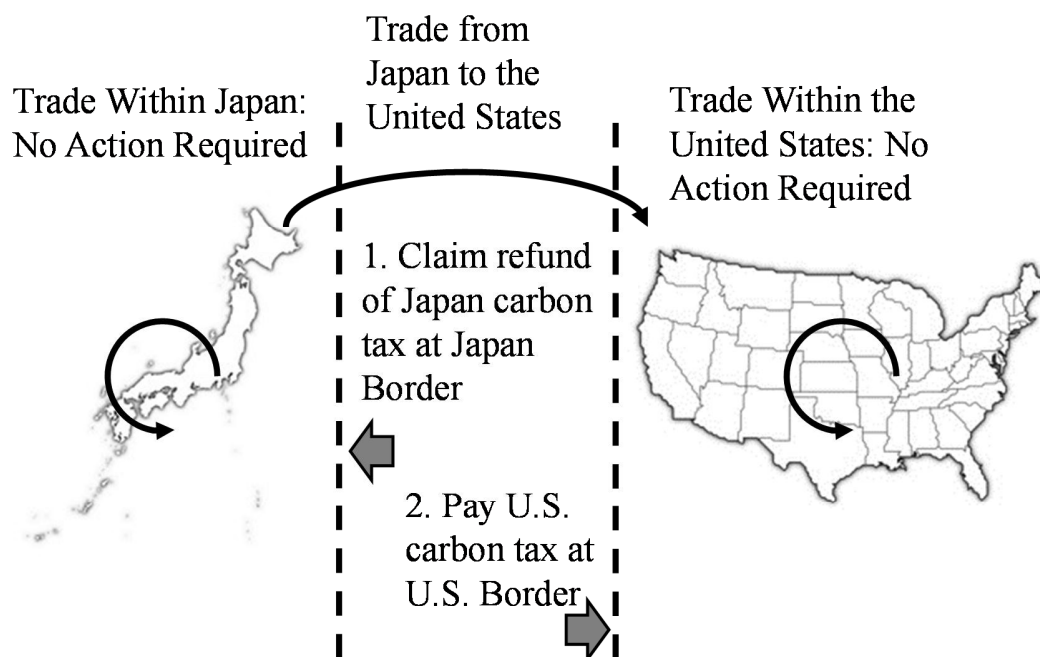 Trade Within Japan:
No Action Required
Trade from
Japan to the
United States
Trade Within the
United States: No
Action Required
1. Claim refund
of Japan carbon
tax at Japan
Border
2. Pay U.S.
carbon tax at
U.S. Border